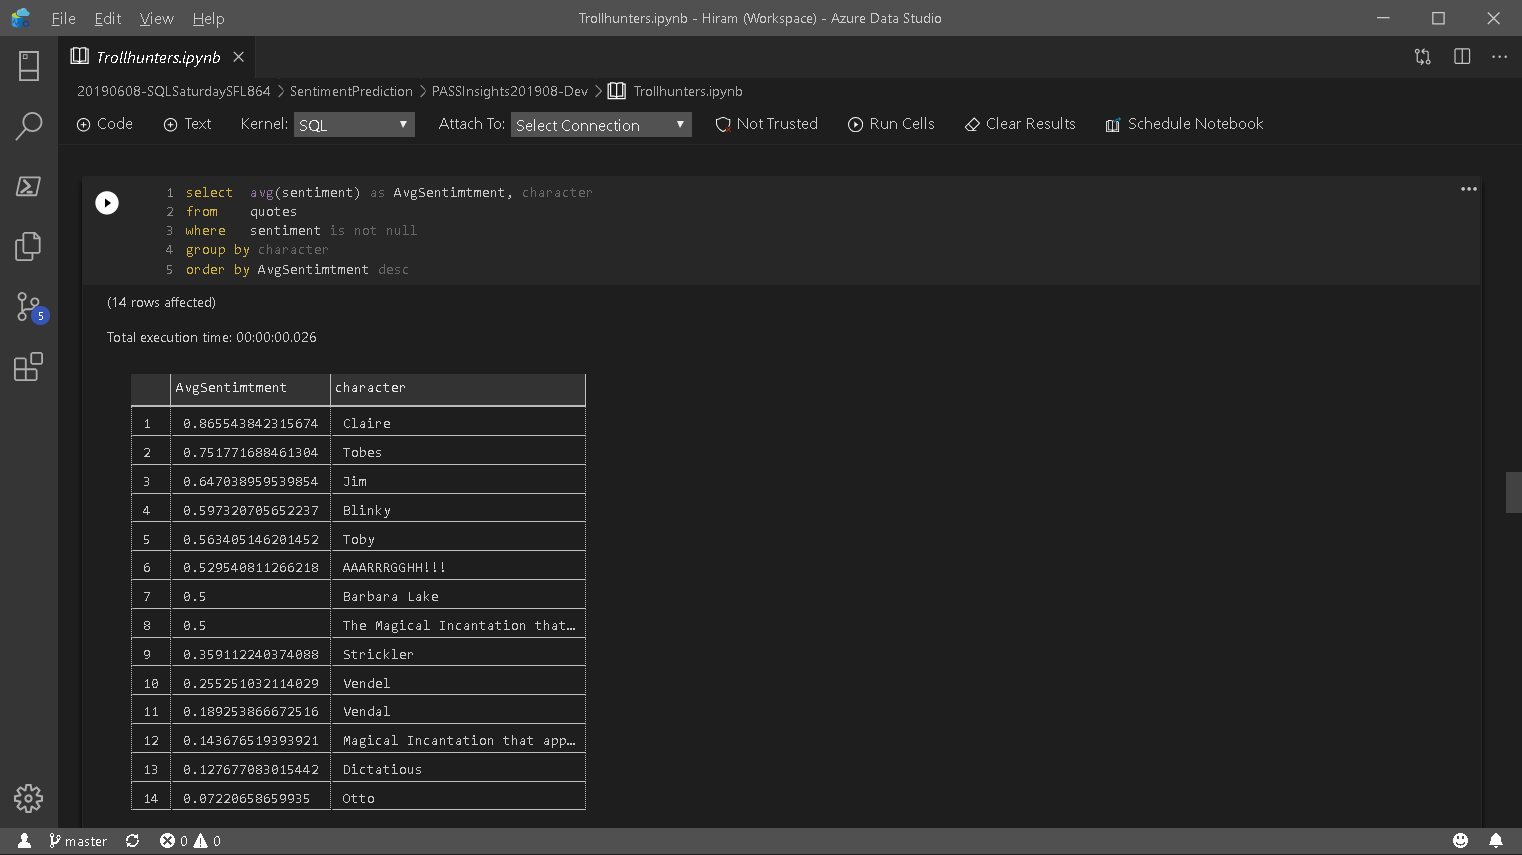 File Edit View Help
Trollhunters.ipynb - Hiram (Workspace) - Azure Data Studio
Trollhunters.ipynb
20190608-SQLSaturdaySFL864 SentimentPrediction PASSInsights201908-Dev Trollhunters.ipynb
Code Text Kernel: SQL Attach To: Select Connection Not Trusted Run Cells Clear Results Schedule Notebook
1 select avg(sentiment) as AvgSentimtment, character
2 from quotes
3 where sentiment is not null
4 group by character
5 order by AvgSentimtment desc
(14 rows affected)
Total execution time: 00:00:00.026
AvgSentimtment character
1 0.865543842315674 Claire
2 0.751771688461304 Tobes
3 0.647038959539854 Jim
4 0.597320705652237 Blinky
5 0.563405146201452 Toby
6 0.529540811266218 AAARRRGGHH!!!
7 0.5 Barbara Lake
8 0.5 The Magical Incantation that…
9 0.359112240374088 Strickler
10 0.255251032114029 Vendel
11 0.189253866672516 Vendal
12 0.143676519393921 Magical Incantation that app…
13 0.127677083015442 Dictatious
14 0.07220658659935 Otto
5
master 0 0